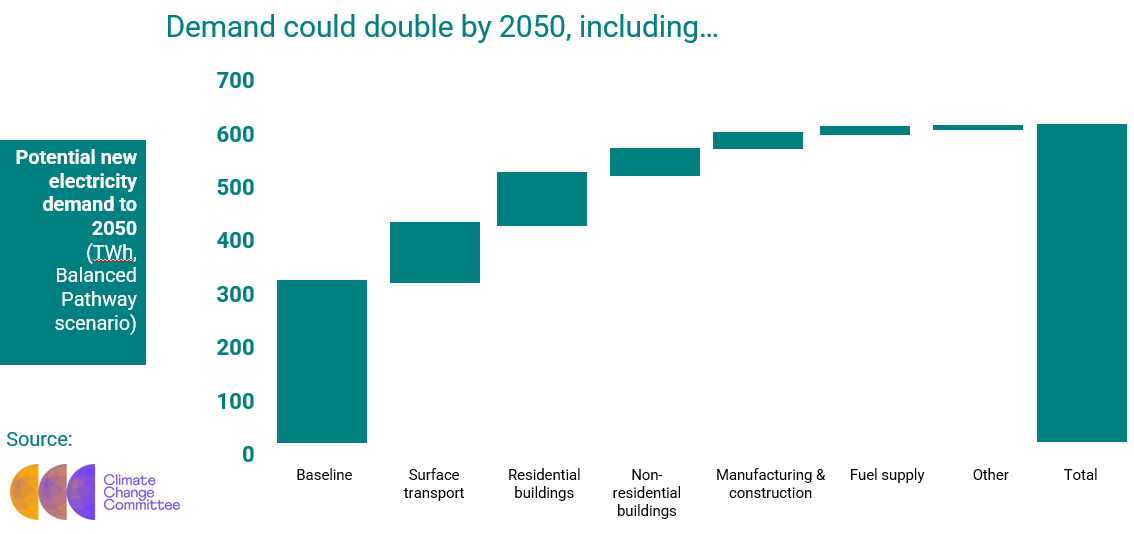 Demand could double by 2050, including…
Potential new
electricity
demand to
2050
(TWh,
Balanced
Pathway
scenario)
700
600
500
400
300
200
100
0
Baseline
Surface
transport
Residential
buildings
Non-
residential
buildings
Manufacturing &
construction
Fuel supply
Other
Total
Source:
Climate
Change
Committee